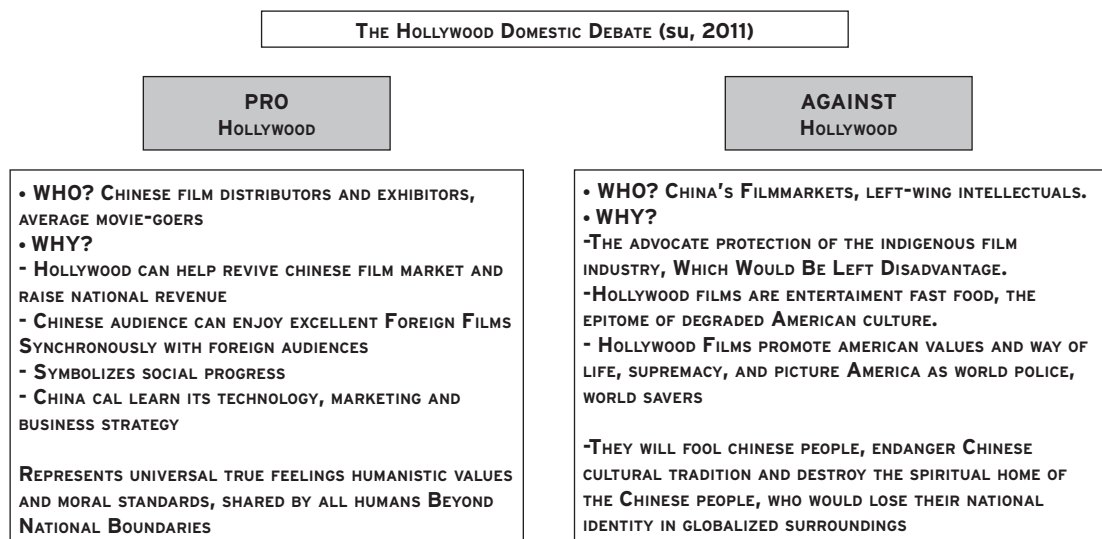 The Hollywood Domestic Debate (su, 2011)
PRO
Hollywood
• WHO? Chinese film distributors and exhibitors,
average movie-goers
• WHY?
- Hollywood can help revive chinese film market and
raise national revenue
- Chinese audience can enjoy excellent Foreign Films
Synchronously with foreign audiences
- Symbolizes social progress
- China cal learn its technology, marketing and
business strategy
Represents universal true feelings humanistic values
and moral standards, shared by all humans Beyond
National Boundaries
AGAINST
Hollywood
• WHO? China's Filmmarkets, left-wing intellectuals.
• WHY?
-The advocate protection of the indigenous film
industry, Which Would Be Left Disadvantage.
-Hollywood films are entertaiment fast food, the
epitome of degraded American culture.
- Hollywood Films promote american values and way of
life, supremacy, and picture America as world police,
world savers
-They will fool chinese people, endanger Chinese
cultural tradition and destroy the spiritual home of
the Chinese people, who would lose their national
identity in globalized surroundings